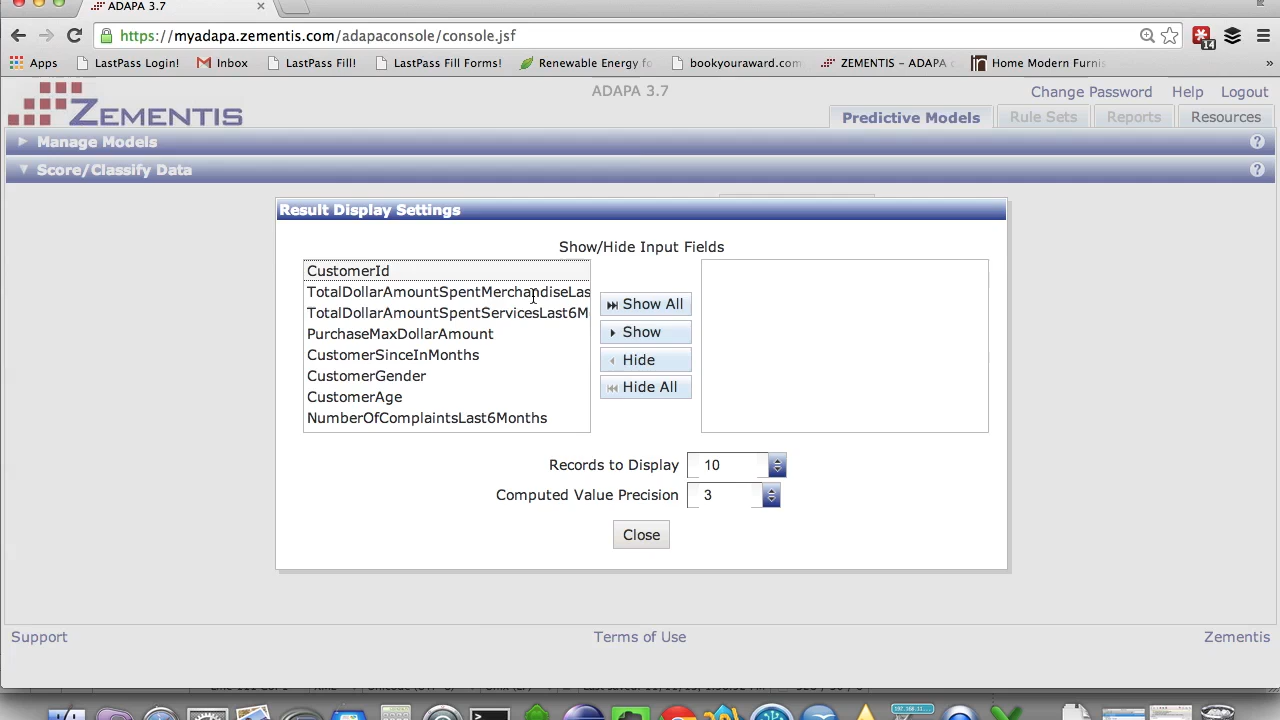 ADAPA 3.7
https://myadapa.zementis.com/adapaconsole/console.jsf
14
Apps LastPass Login! Inbox LastPass Fill! LastPass Fill Forms! Renewable Energy fo bookyouraward.com ZEMENTIS – ADAPA c Home Modern Furnis »
ZEMENTIS
ADAPA 3.7
Change Password Help Logout
Predictive Models Rule Sets Reports Resources
Manage Models ?
Score/Classify Data ?
Result Display Settings
Show/Hide Input Fields
CustomerId
TotalDollarAmountSpentMerchandiseLas
TotalDollarAmountSpentServicesLast6M
PurchaseMaxDollarAmount
CustomerSinceInMonths
CustomerGender
CustomerAge
NumberOfComplaintsLast6Months
Show All
Show
Hide
Hide All
Records to Display 10
Computed Value Precision 3
Close
Support Terms of Use Zementis